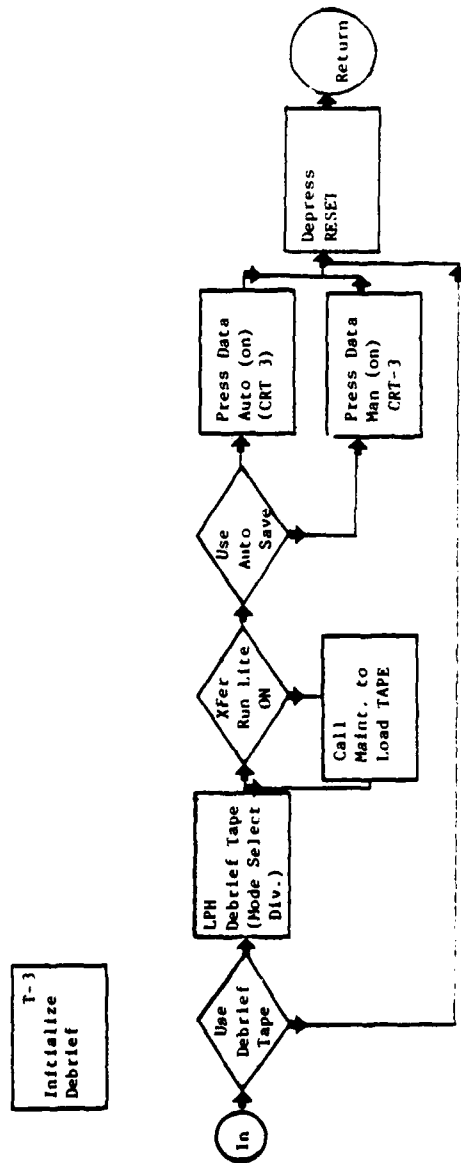 T-3
Initialize
Debrief
In
Use
Debrief
Tape
LPH
Debrief Tape
(Mode Select
Div.)
Xfer
Run Lite
ON
Call
Maint. to
Load TAPE
Use
Auto
Save
Press Data
Auto (on)
(CRT 3)
Press Data
Man (on)
CRT-3
Depress
RESET
Return